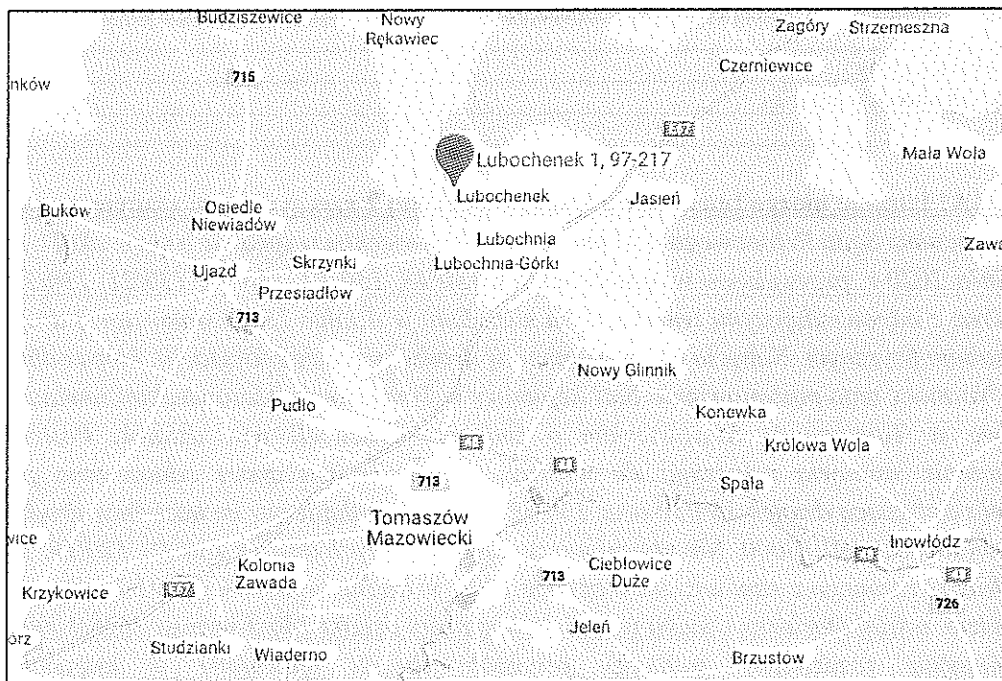 Budziszewice
Nowy
Rękawiec
Zagóry
Strzemeszna
715
Czerniewice
nków
Lubochenek 1, 97-217
Mała Wola
Lubochenek
Jasień
Buków
Osiedle
Niewiadów
Lubochnia
Zawa
Skrzynki
Lubochnia-Górki
Ujazd
Przesiadłów
713
Nowy Glinnik
Pudło
Konewka
Królowa Wola
713
Spała
Tomaszów
Mazowiecki
wice
Inowłódz
Kolonia
Zawada
713
Ciebłowice
Duże
Krzykowice
726
Jeleń
órz
Studzianki
Wiaderno
Brzustów